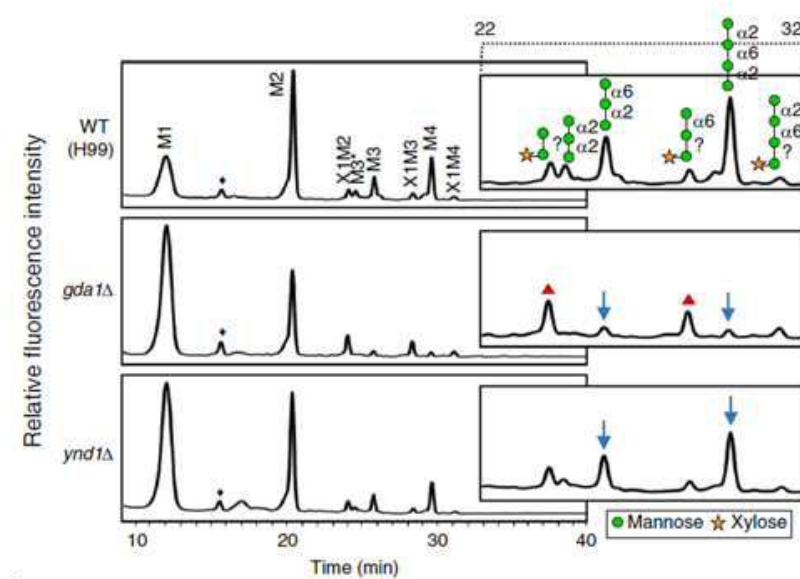 22
32
α2
α6
α2
α6
α2
?
α2
α2
α6
?
α2
α6
?
WT
(H99)
M1
M2
X1M2
M3*
M3
X1M3
M4
X1M4
gda1Δ
ynd1Δ
Relative fluorescence intensity
Mannose Xylose
10 20 30 40
Time (min)